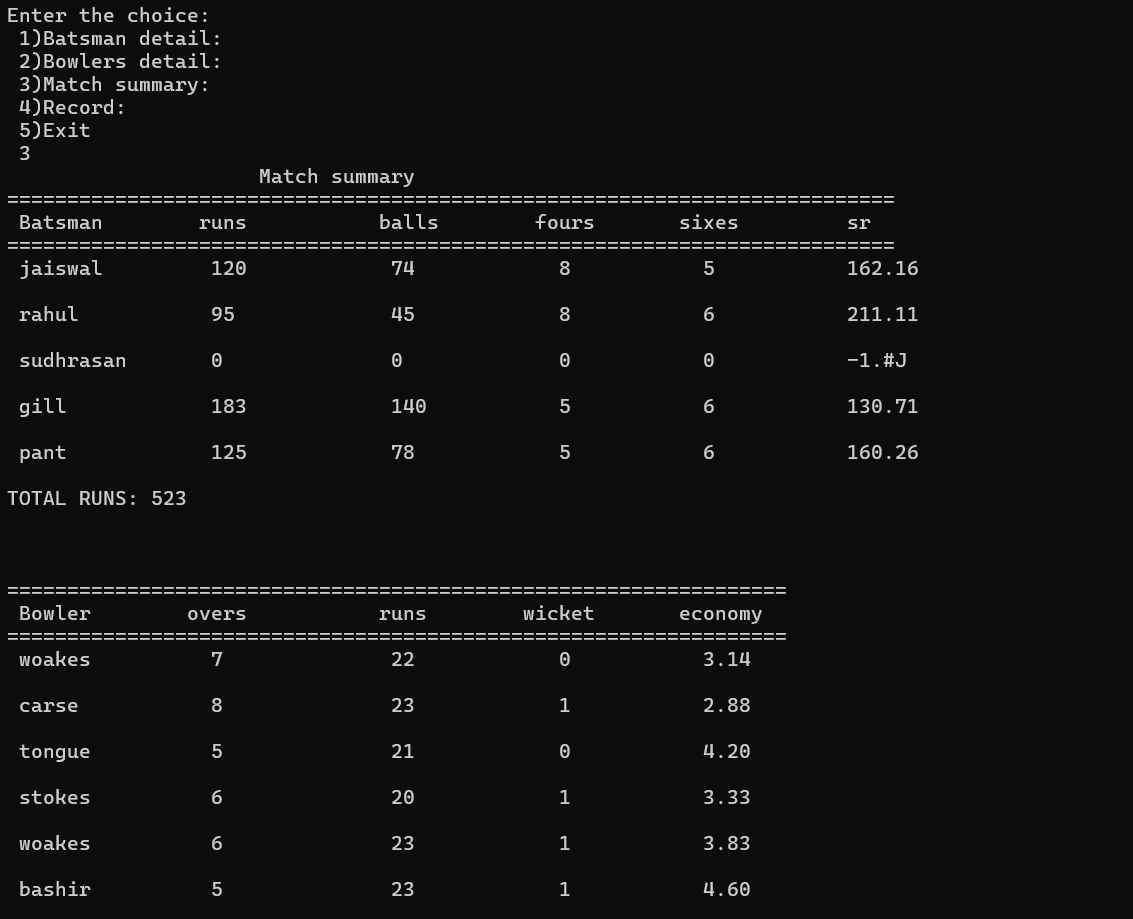 Enter the choice:
 1)Batsman detail:
 2)Bowlers detail:
 3)Match summary:
 4)Record:
 5)Exit
 3
                     Match summary
==========================================================================
 Batsman        runs           balls        fours       sixes         sr
==========================================================================
 jaiswal         120            74            8           5           162.16
 rahul           95             45            8           6           211.11
 sudhrasan       0              0             0           0           -1.#J
 gill            183            140           5           6           130.71
 pant            125            78            5           6           160.26
TOTAL RUNS: 523
=================================================================
 Bowler        overs           runs        wicket       economy
=================================================================
 woakes          7              22            0           3.14
 carse           8              23            1           2.88
 tongue          5              21            0           4.20
 stokes          6              20            1           3.33
 woakes          6              23            1           3.83
 bashir          5              23            1           4.60